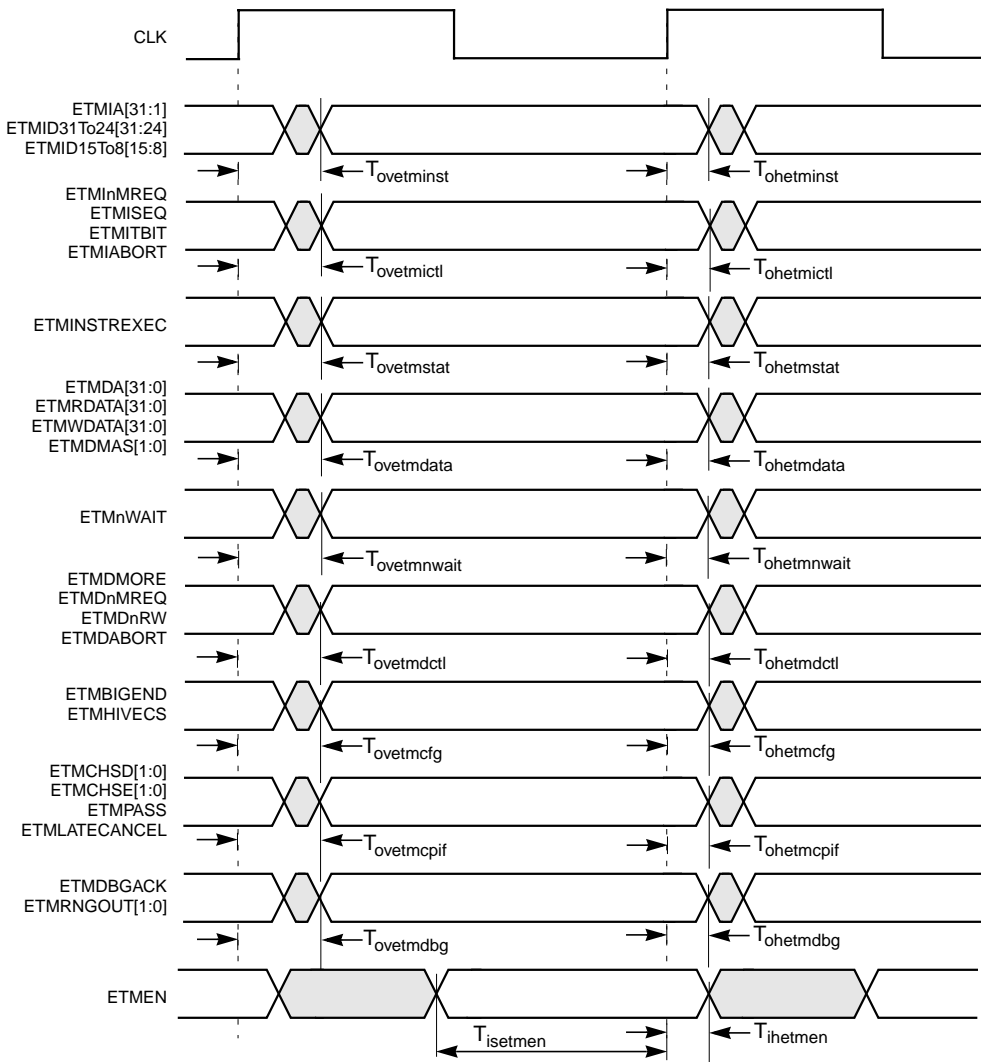 CLK
ETMIA[31:1]
ETMID31To24[31:24]
ETMID15To8[15:8]
Tovetminst
Tohetminst
ETMInMREQ
ETMISEQ
ETMITBIT
ETMIABORT
Tovetmictl
Tohetmictl
ETMINSTREXEC
Tovetmstat
Tohetmstat
ETMDA[31:0]
ETMRDATA[31:0]
ETMWDATA[31:0]
ETMDMAS[1:0]
Tovetmdata
Tohetmdata
ETMnWAIT
Tovetmnwait
Tohetmnwait
ETMDMORE
ETMDnMREQ
ETMDnRW
ETMDABORT
Tovetmdctl
Tohetmdctl
ETMBIGEND
ETMHIVECS
Tovetmcfg
Tohetmcfg
ETMCHSD[1:0]
ETMCHSE[1:0]
ETMPASS
ETMLATECANCEL
Tovetmcpif
Tohetmcpif
ETMDBGACK
ETMRNGOUT[1:0]
Tovetmdbg
Tohetmdbg
ETMEN
Tisetmen
Tihetmen